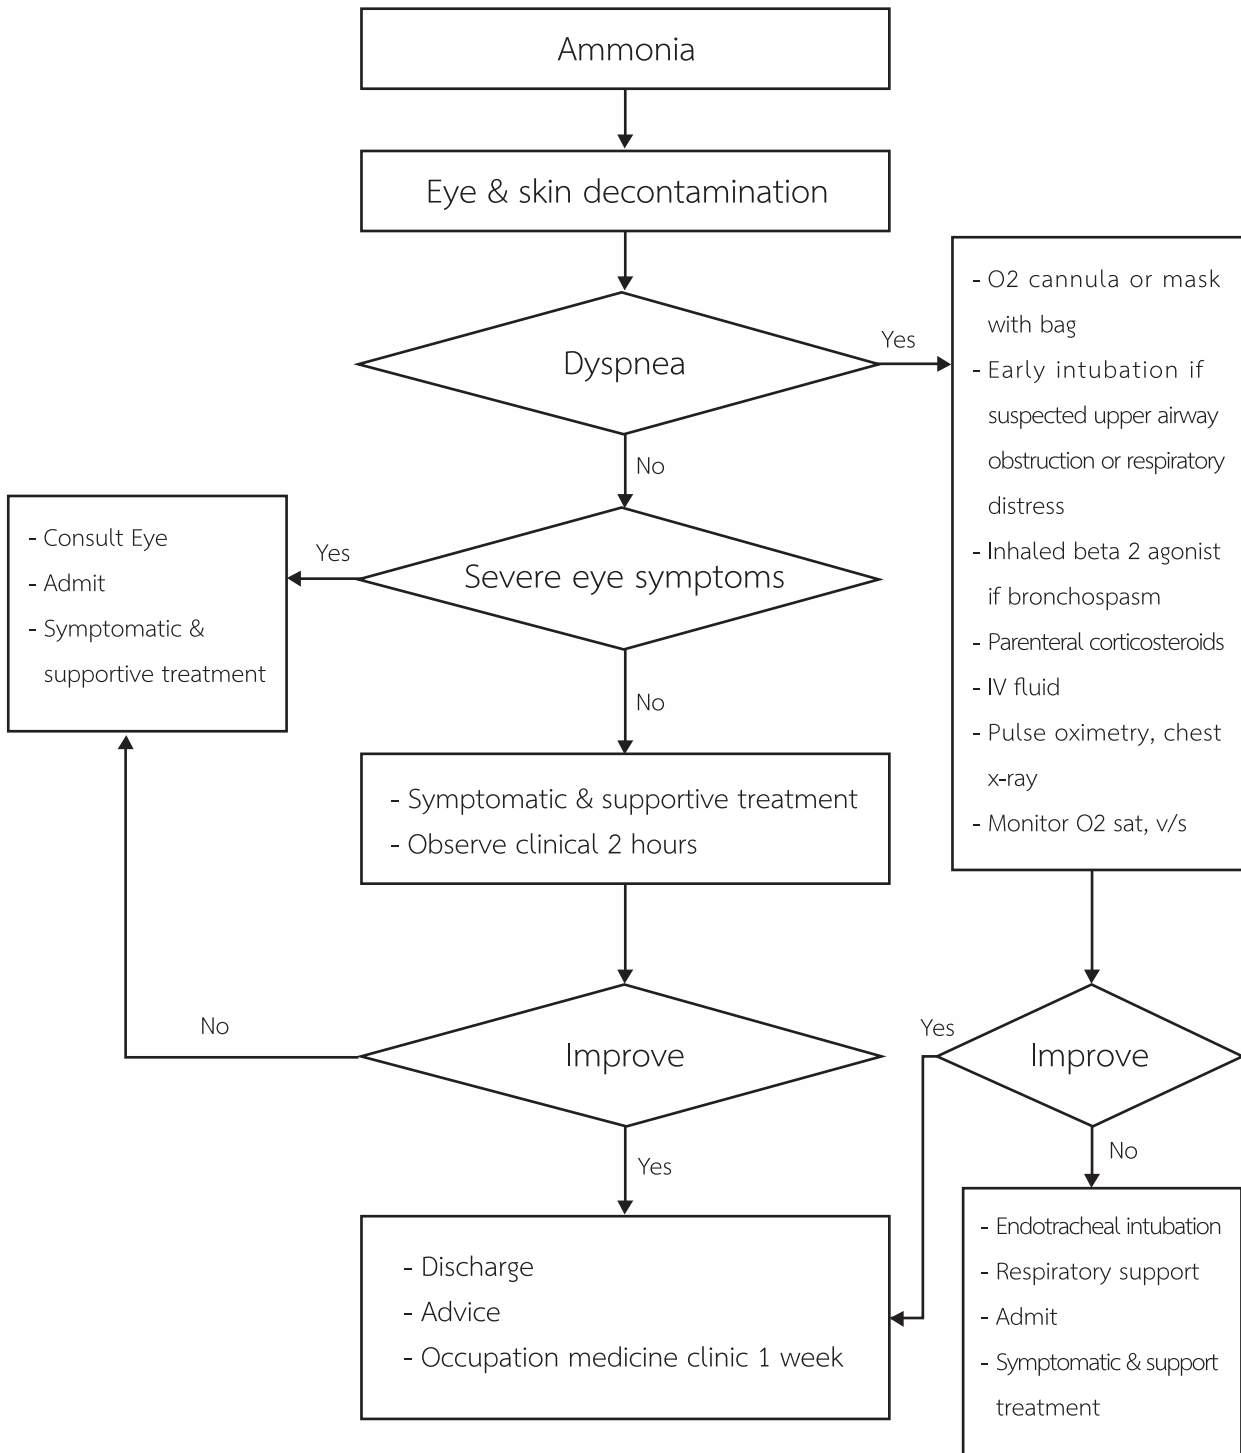 Ammonia
Eye & skin decontamination
Dyspnea
Yes
- O2 cannula or mask
with bag
- Early intubation if
suspected upper airway
obstruction or respiratory
distress
- Inhaled beta 2 agonist
if bronchospasm
- Parenteral corticosteroids
- IV fluid
- Pulse oximetry, chest
x-ray
- Monitor O2 sat, v/s
No
Severe eye symptoms
Yes
- Consult Eye
- Admit
- Symptomatic &
supportive treatment
No
- Symptomatic & supportive treatment
- Observe clinical 2 hours
Improve
No
Yes
Improve
Yes
No
- Discharge
- Advice
- Occupation medicine clinic 1 week
- Endotracheal intubation
- Respiratory support
- Admit
- Symptomatic & support
treatment